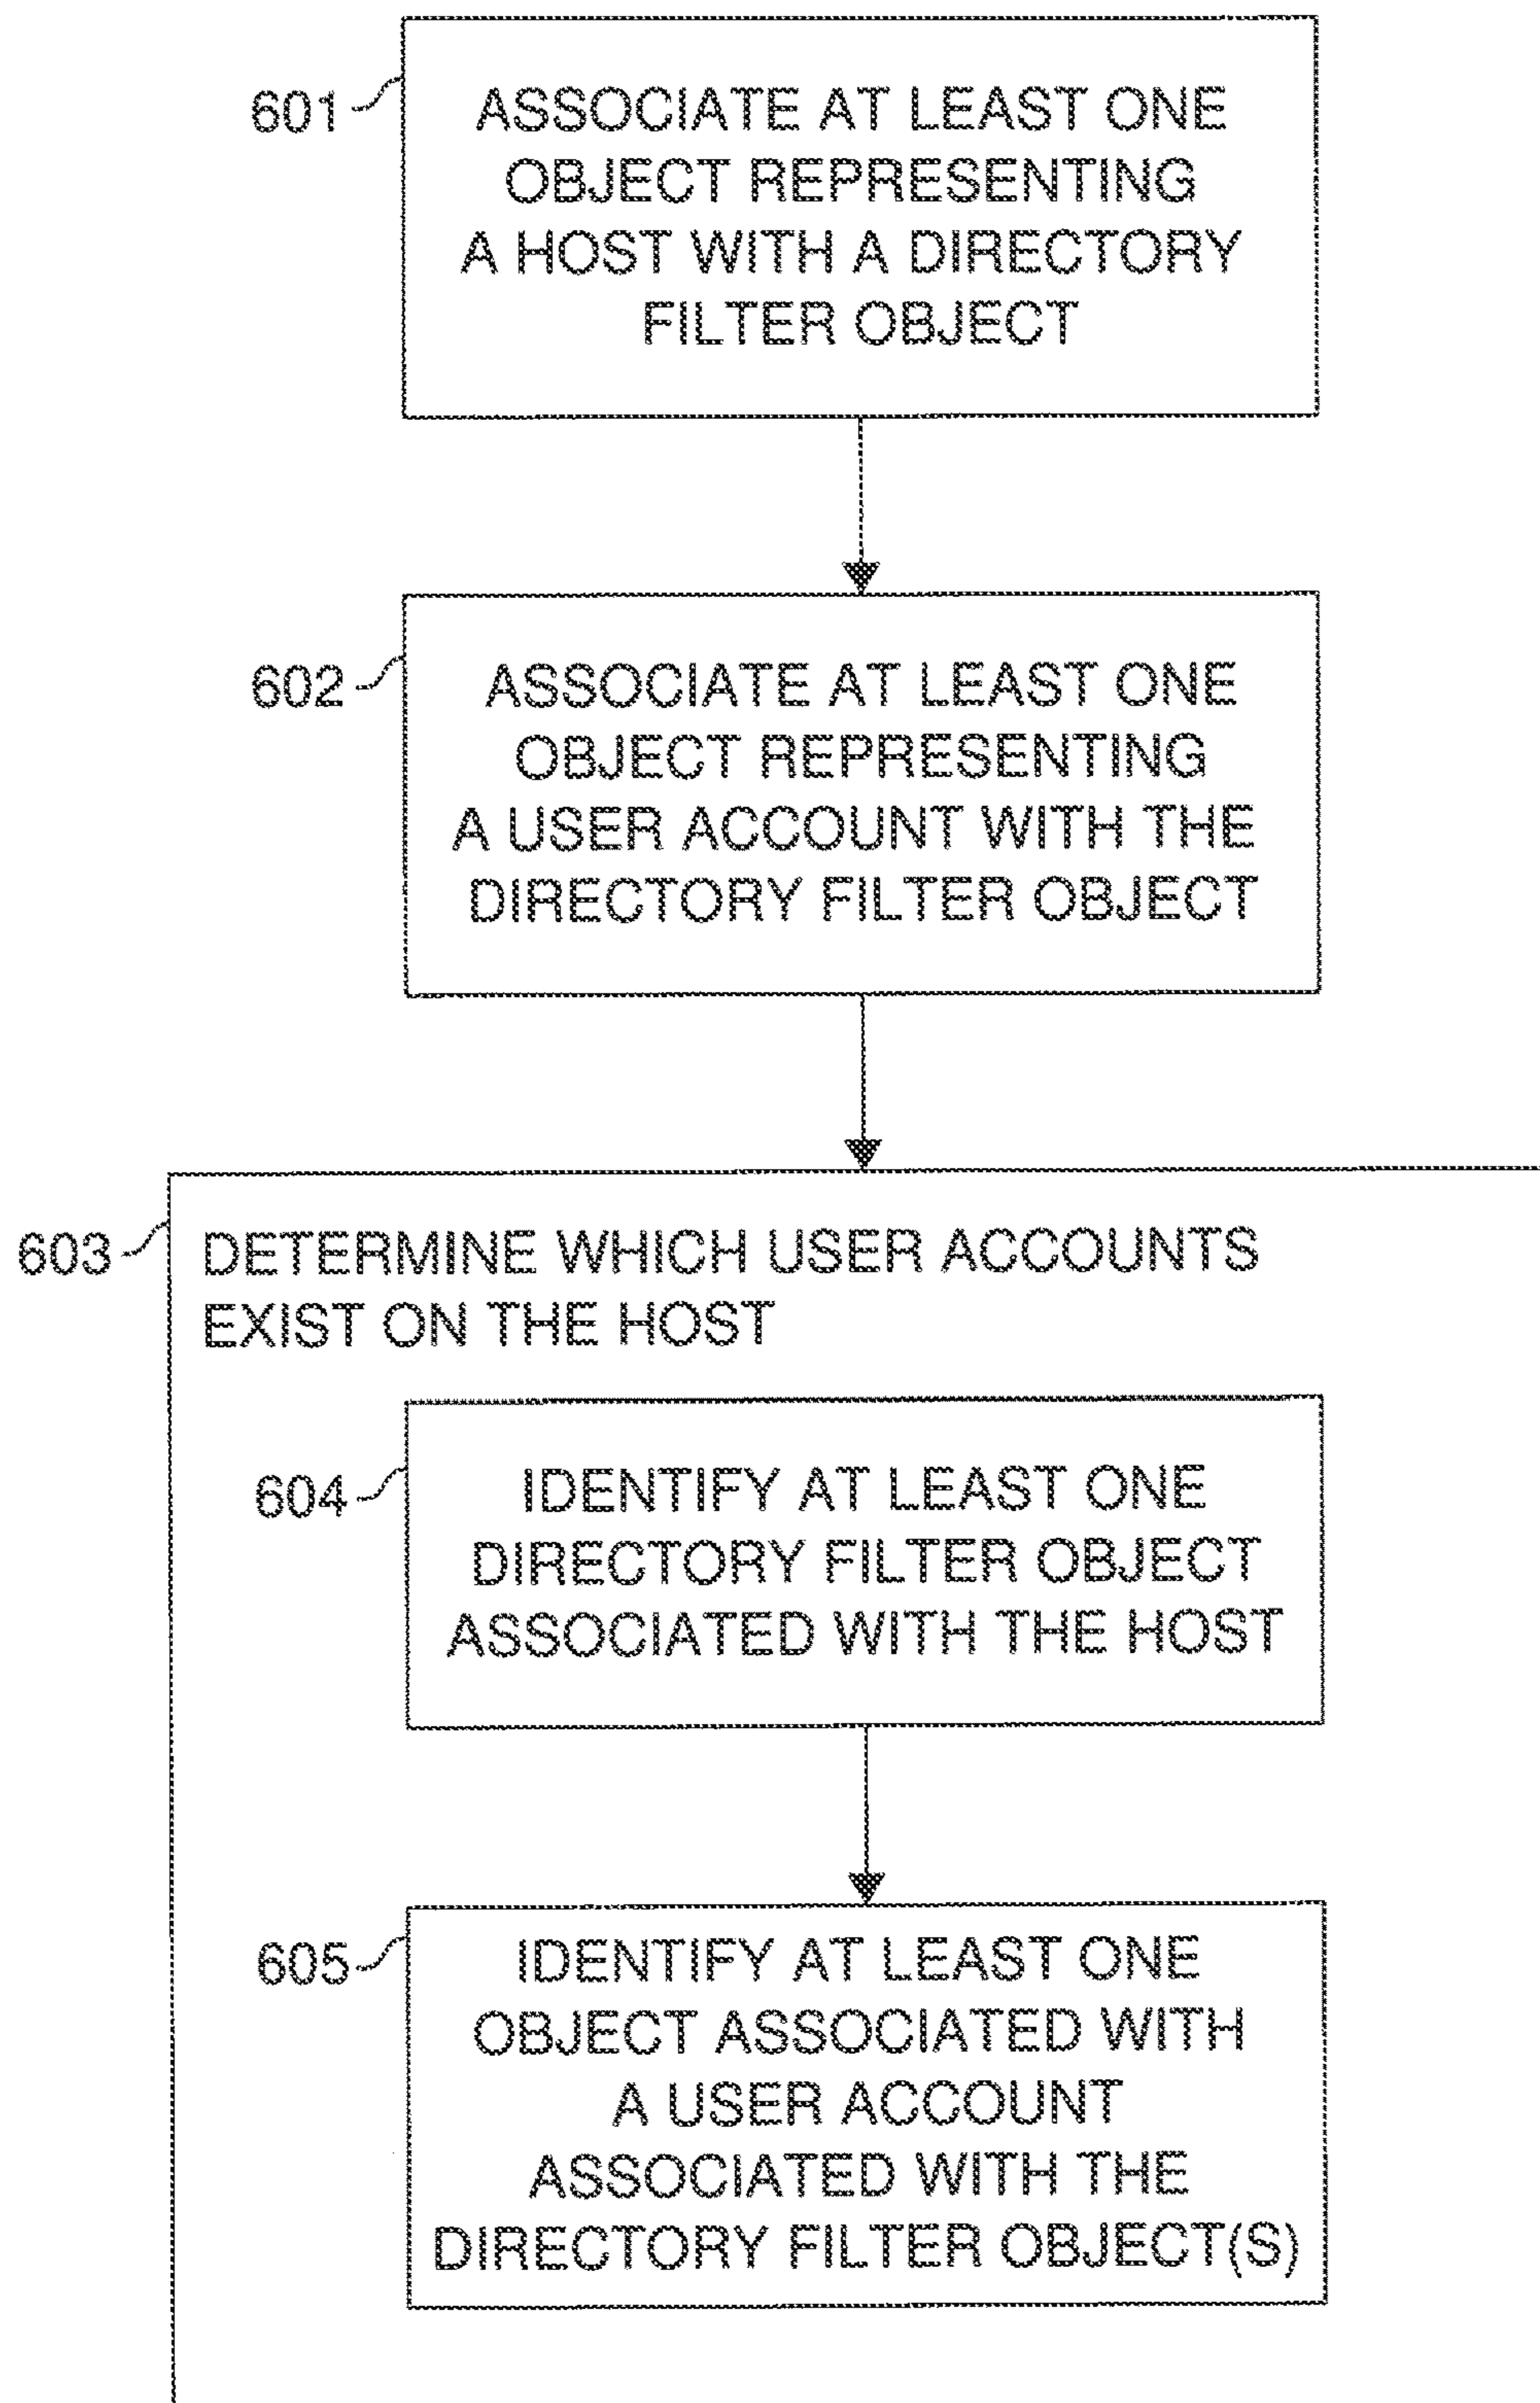 601
ASSOCIATE AT LEAST ONE
OBJECT REPRESENTING
A HOST WITH A DIRECTORY
FILTER OBJECT
602
ASSOCIATE AT LEAST ONE
OBJECT REPRESENTING
A USER ACCOUNT WITH THE
DIRECTORY FILTER OBJECT
603
DETERMINE WHICH USER ACCOUNTS
EXIST ON THE HOST
604
IDENTIFY AT LEAST ONE
DIRECTORY FILTER OBJECT
ASSOCIATED WITH THE HOST
605
IDENTIFY AT LEAST ONE
OBJECT ASSOCIATED WITH
A USER ACCOUNT
ASSOCIATED WITH THE
DIRECTORY FILTER OBJECT(S)